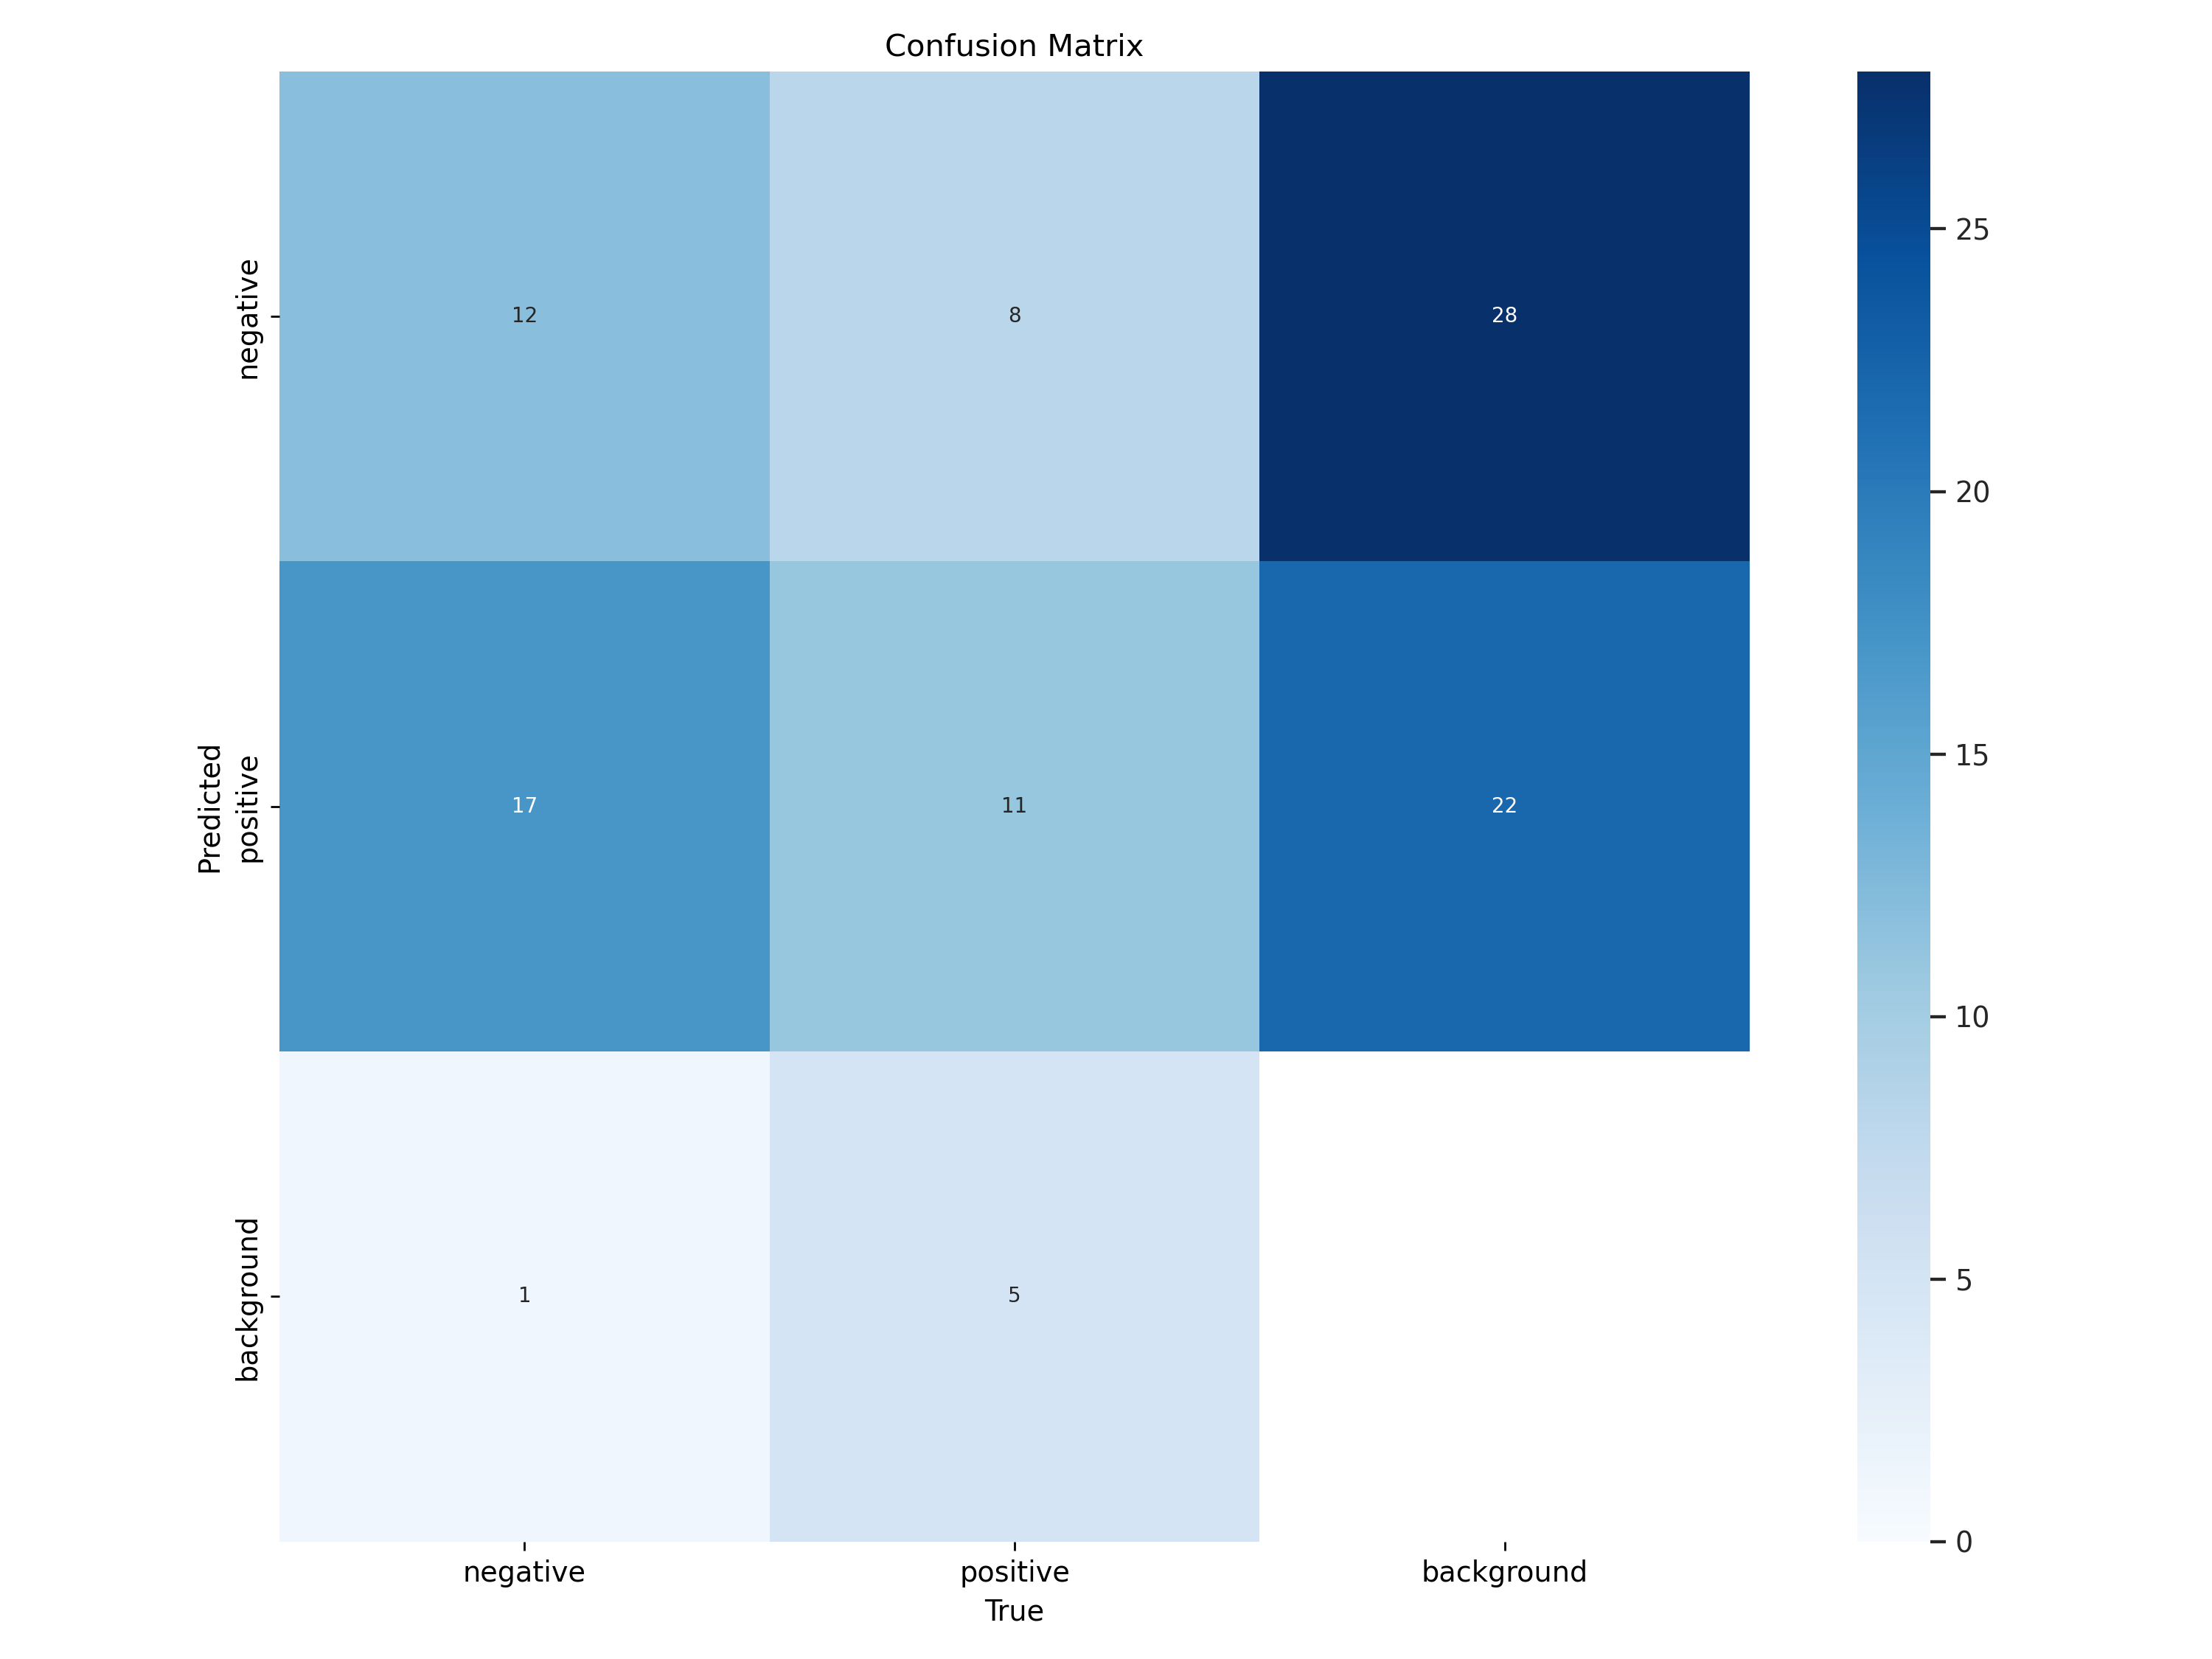 Confusion Matrix
negative
12 8 28
25
20
Predicted
positive
17 11 22
15
10
background
1 5
5
0
negative positive background
True